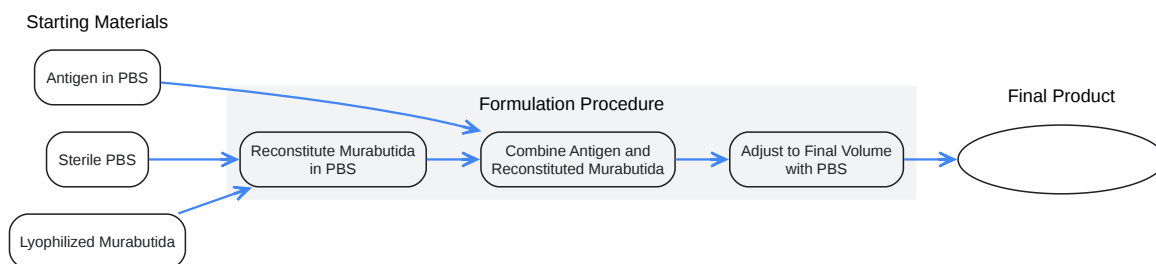 Starting Materials
Antigen in PBS
Formulation Procedure
Final Product
Sterile PBS
Reconstitute Murabutida
in PBS
Combine Antigen and
Reconstituted Murabutida
Adjust to Final Volume
with PBS
Lyophilized Murabutida